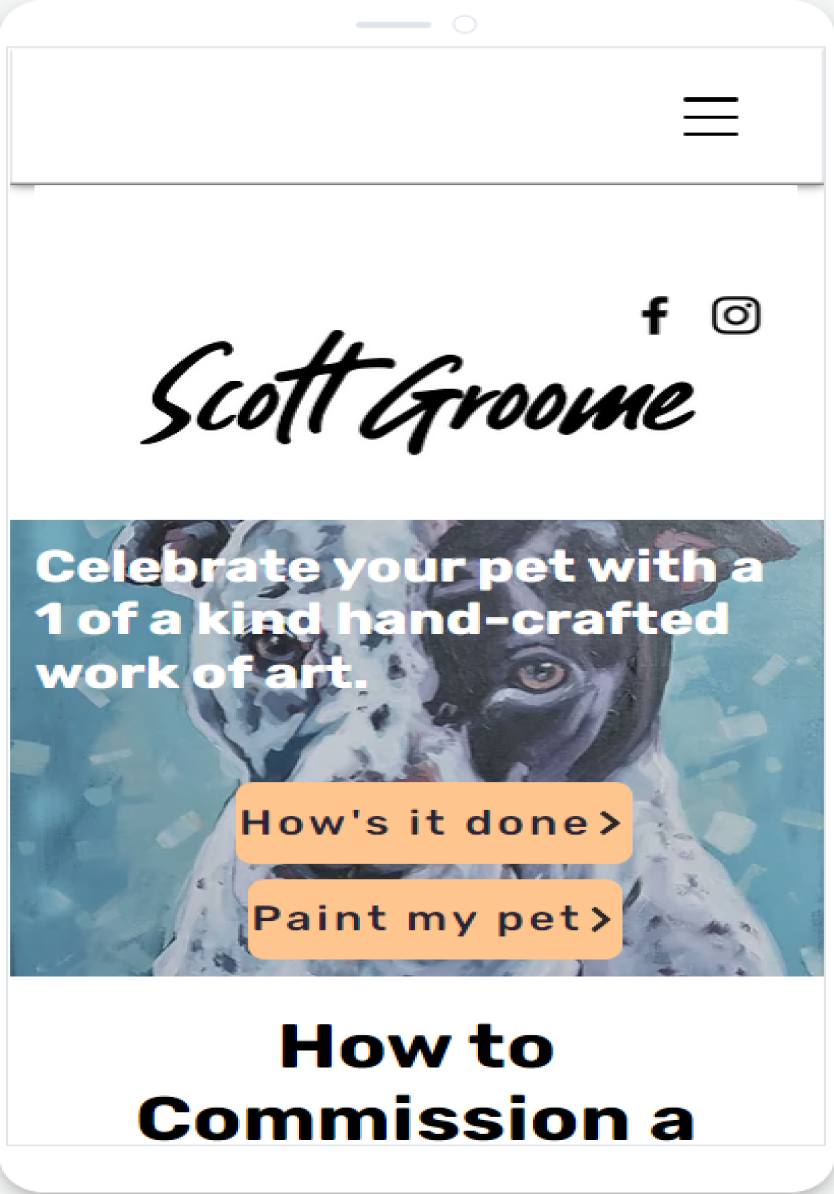 Scott Groome
Celebrate your pet with a
1 of a kind hand-crafted
work of art.
How's it done >
Paint my pet >
How to
Commission a